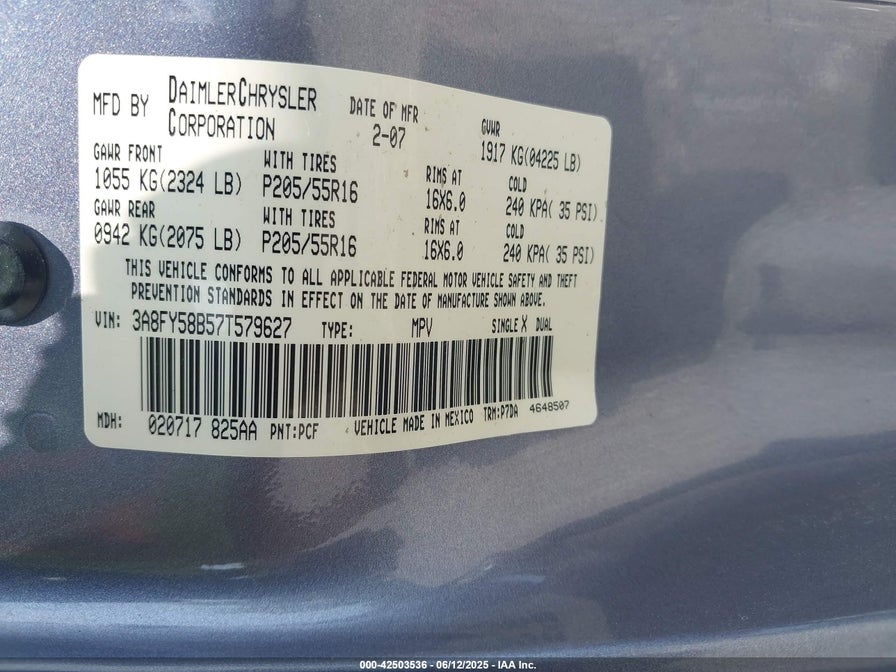 MFD BY DAIMLERCHRYSLER CORPORATION
DATE OF MFR 2-07
GVWR 1917 KG(04225 LB)
GAWR FRONT WITH TIRES RIMS AT COLD
1055 KG(2324 LB) P205/55R16 16X6.0 240 KPA( 35 PSI)
GAWR REAR WITH TIRES RIMS AT COLD
0942 KG(2075 LB) P205/55R16 16X6.0 240 KPA( 35 PSI)
THIS VEHICLE CONFORMS TO ALL APPLICABLE FEDERAL MOTOR VEHICLE SAFETY AND THEFT
PREVENTION STANDARDS IN EFFECT ON THE DATE OF MANUFACTURE SHOWN ABOVE.
VIN: 3A8FY58B57T579627 TYPE: MPV SINGLE X DUAL
MDH: 020717 825AA PNT:PCF VEHICLE MADE IN MEXICO TRM:P7DA 4648507
000-42503536 - 06/12/2025 - IAA Inc.